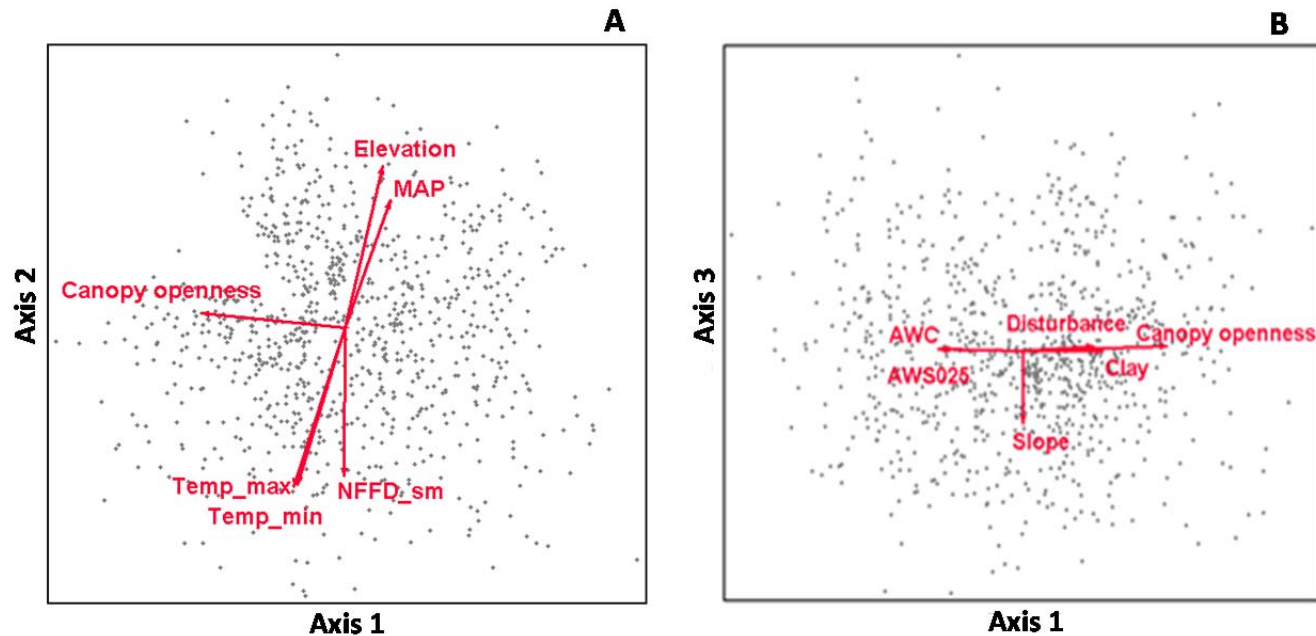 A
Elevation
MAP
Axis 2
Canopy openness
Temp_max
NFFD_sm
Temp_min
Axis 1
B
Axis 3
AWC
Disturbance
Canopy openness
AWS025
Clay
Slope
Axis 1